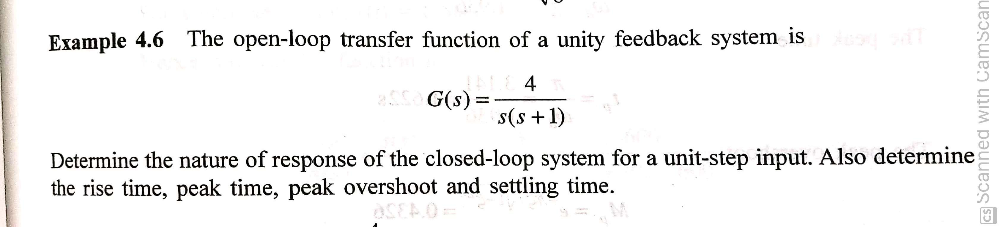 Example 4.6 The open-loop transfer function of a unity feedback system is
G(s) = 4 / s(s + 1)
Determine the nature of response of the closed-loop system for a unit-step input. Also determine
the rise time, peak time, peak overshoot and settling time.
CS Scanned with CamScan